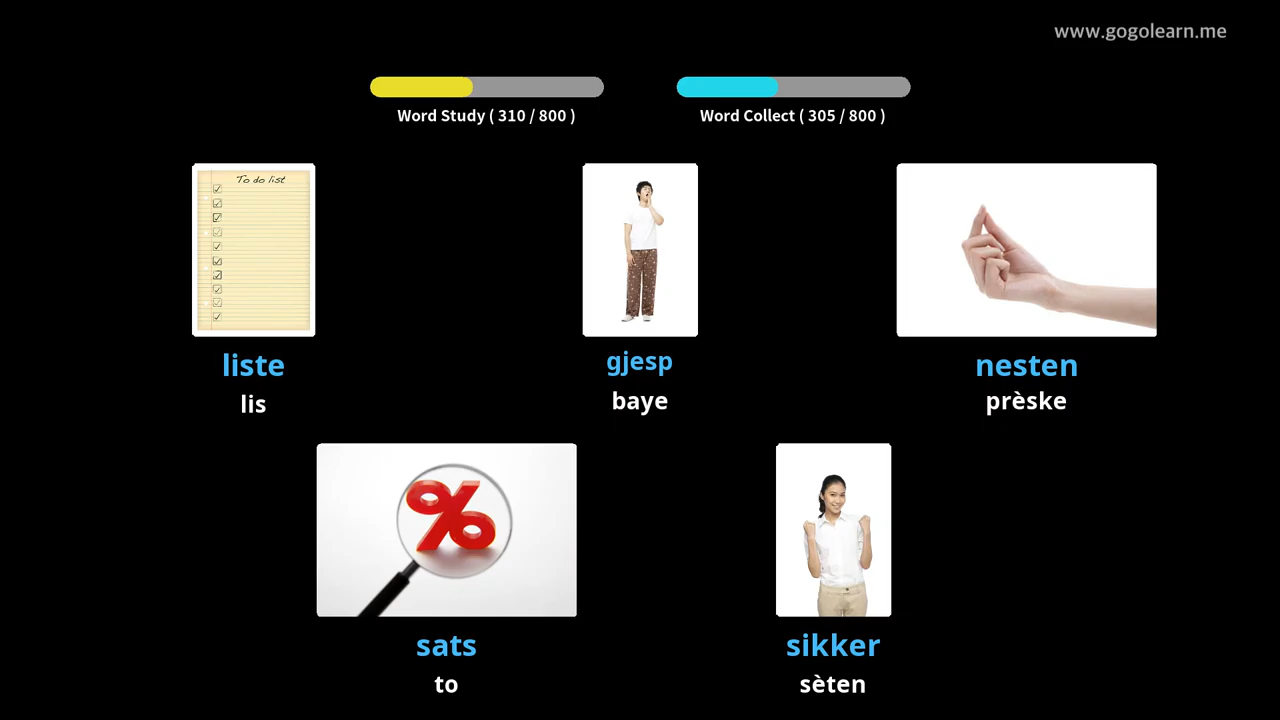 www.gogolearn.me
Word Study ( 310 / 800 )
Word Collect ( 305 / 800 )
To do list
liste
lis
gjesp
baye
nesten
prèske
%
sats
to
sikker
sèten